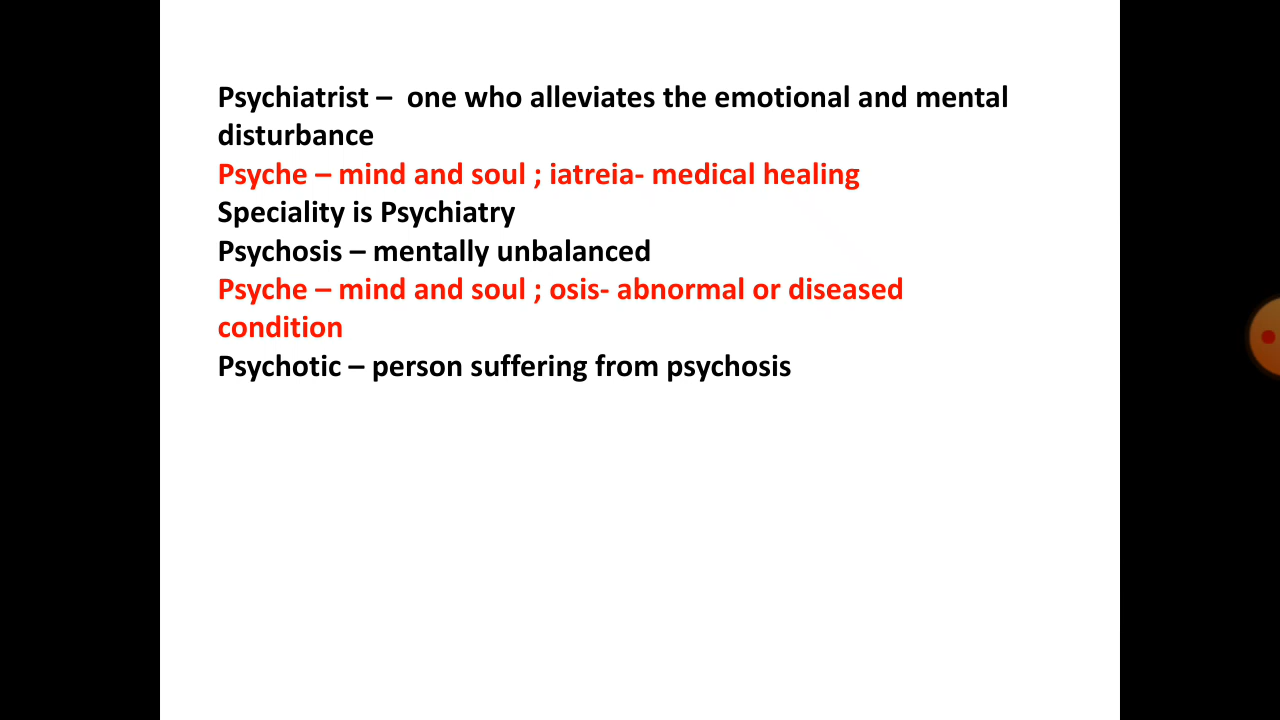 Psychiatrist –  one who alleviates the emotional and mental
disturbance
Psyche – mind and soul ; iatreia- medical healing
Speciality is Psychiatry
Psychosis – mentally unbalanced
Psyche – mind and soul ; osis- abnormal or diseased
condition
Psychotic – person suffering from psychosis